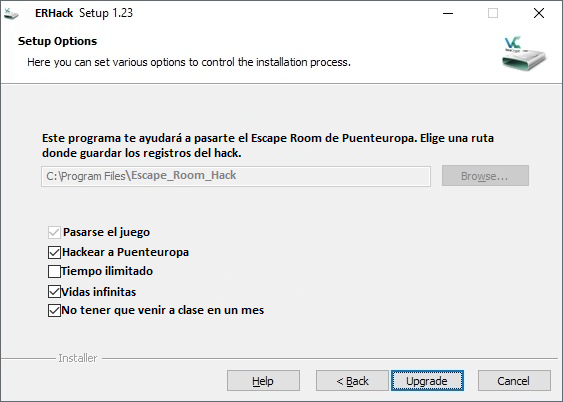 ERHack Setup 1.23
Setup Options
Here you can set various options to control the installation process.
VC
Este programa te ayudará a pasarte el Escape Room de Puenteuropa. Elige una ruta
donde guardar los registros del hack.
C:\Program Files\Escape_Room_Hack
Browse...
Pasarse el juego
Hackear a Puenteuropa
Tiempo ilimitado
Vidas infinitas
No tener que venir a clase en un mes
Installer
Help
< Back
Upgrade
Cancel